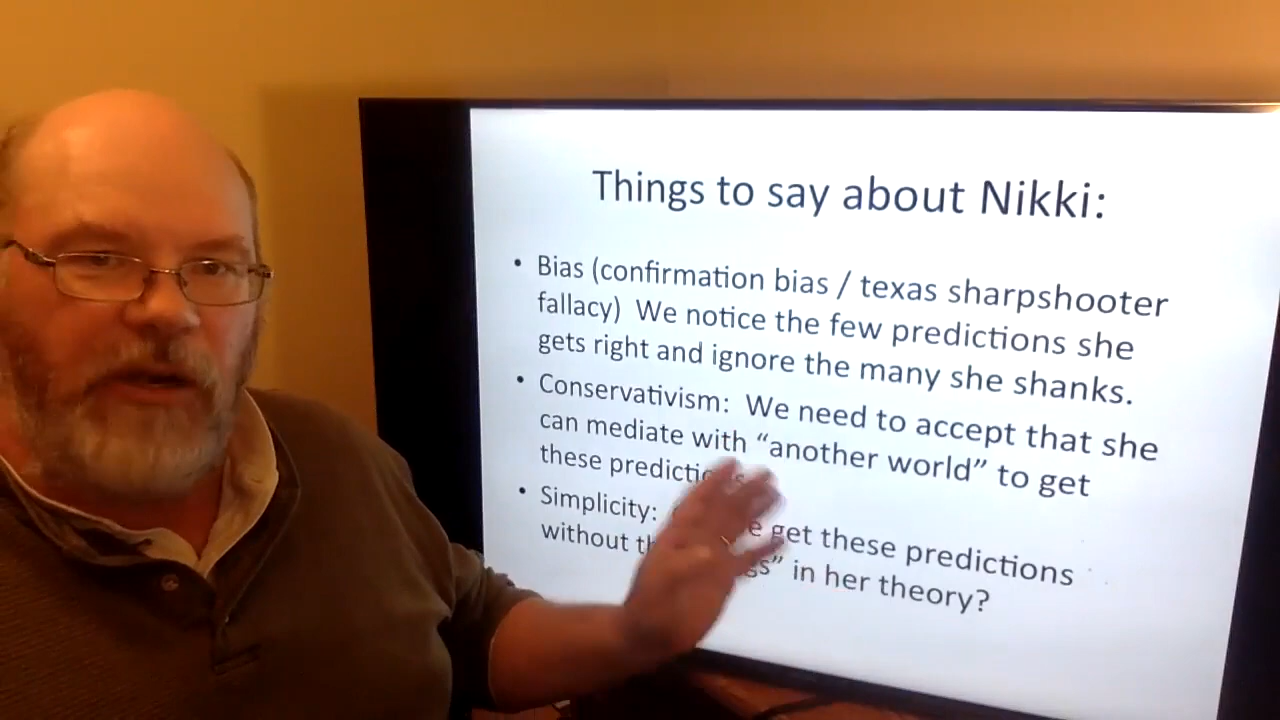 Things to say about Nikki:
• Bias (confirmation bias / texas sharpshooter
fallacy) We notice the few predictions she
gets right and ignore the many she shanks.
• Conservativism: We need to accept that she
can mediate with “another world” to get
these
• Simplicity: get these predictions
without in her theory?